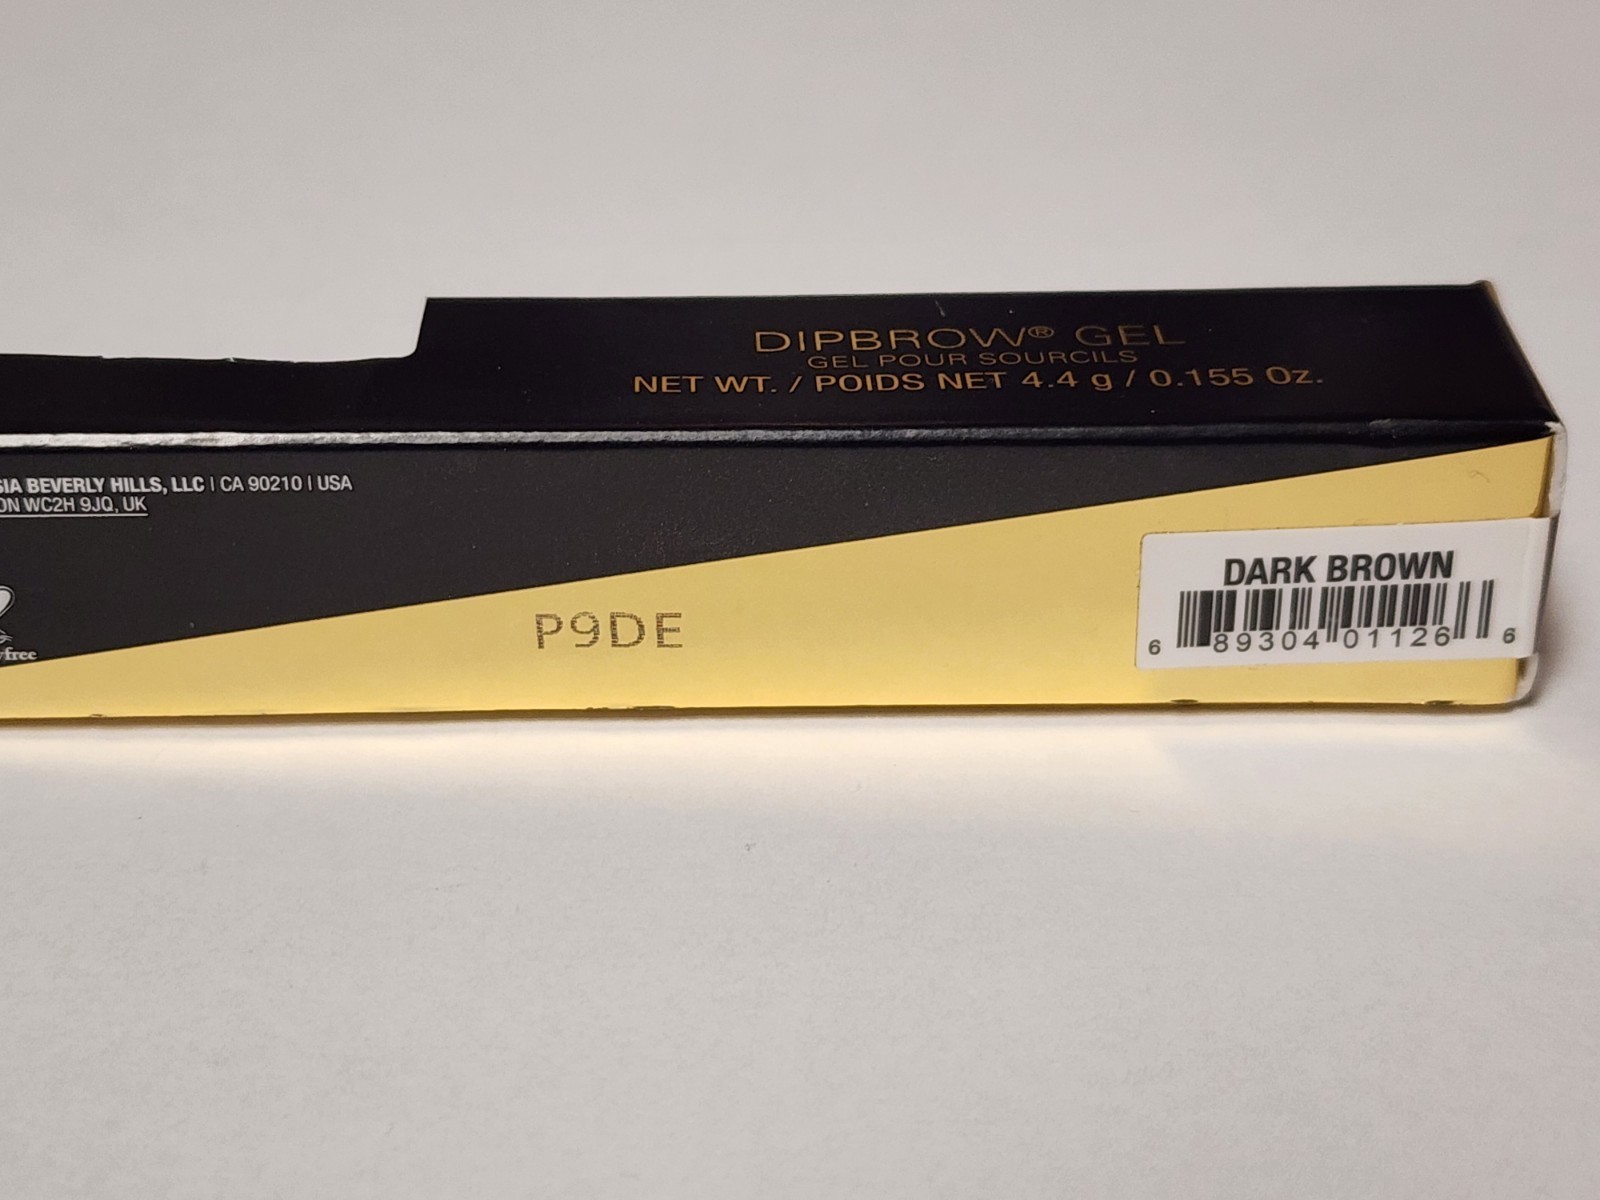 DIPBROW® GEL
GEL POUR SOURCILS
NET WT. / POIDS NET 4.4 g / 0.155 Oz.
BEVERLY HILLS, LLC | CA 90210 | USA
WC2H 9JQ, UK
free
P9DE
DARK BROWN
6 89304 01126 6